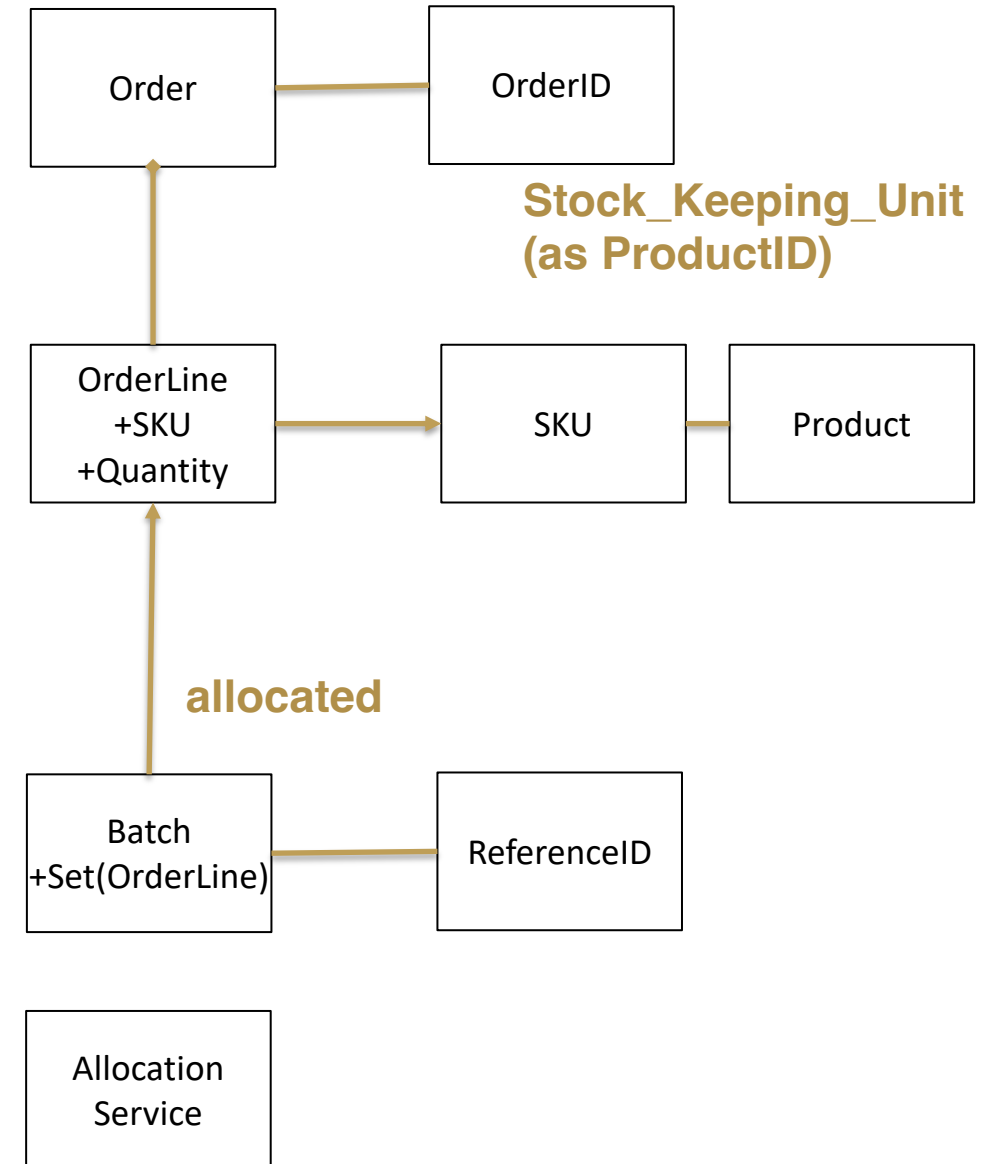 Order
OrderID
Stock_Keeping_Unit
(as ProductID)
OrderLine
+SKU
+Quantity
SKU
Product
allocated
Batch
+Set(OrderLine)
ReferenceID
Allocation
Service